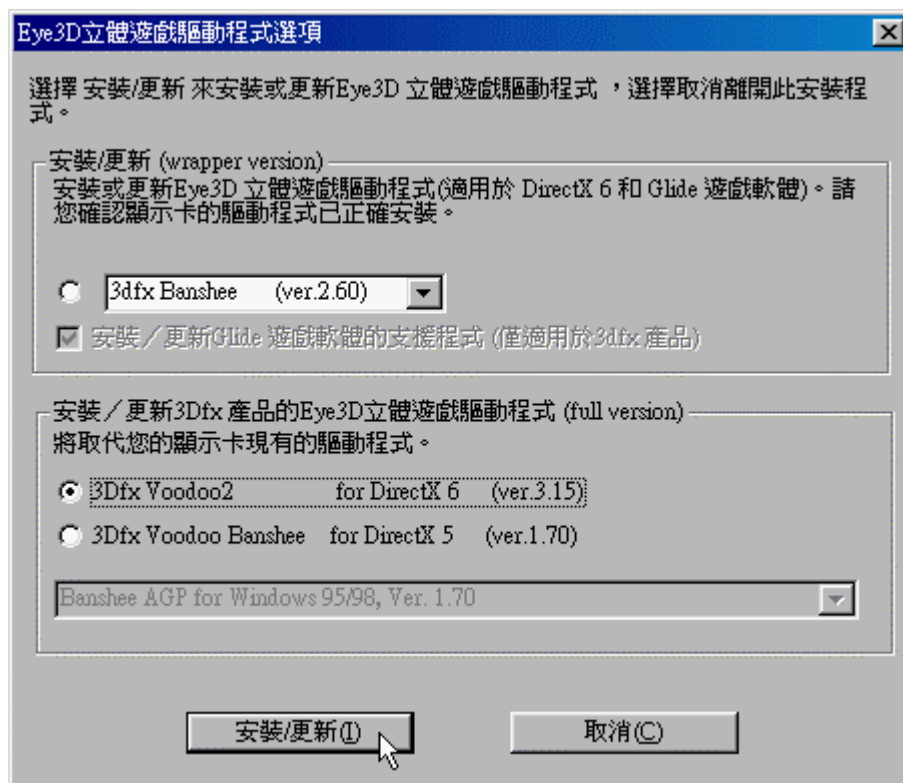 Eye3D立體遊戲驅動程式選項
選擇 安裝/更新 來安裝或更新Eye3D 立體遊戲驅動程式 ，選擇取消離開此安裝程
式。
安裝/更新 (wrapper version)
安裝或更新Eye3D 立體遊戲驅動程式(適用於 DirectX 6 和 Glide 遊戲軟體)。請
您確認顯示卡的驅動程式已正確安裝。
3dfx Banshee (ver.2.60)
安裝／更新Glide 遊戲軟體的支援程式 (僅適用於3dfx 產品)
安裝／更新3Dfx 產品的Eye3D立體遊戲驅動程式 (full version)
將取代您的顯示卡現有的驅動程式。
3Dfx Voodoo2 for DirectX 6 (ver.3.15)
3Dfx Voodoo Banshee for DirectX 5 (ver.1.70)
Banshee AGP for Windows 95/98, Ver. 1.70
安裝/更新(I)
取消(C)